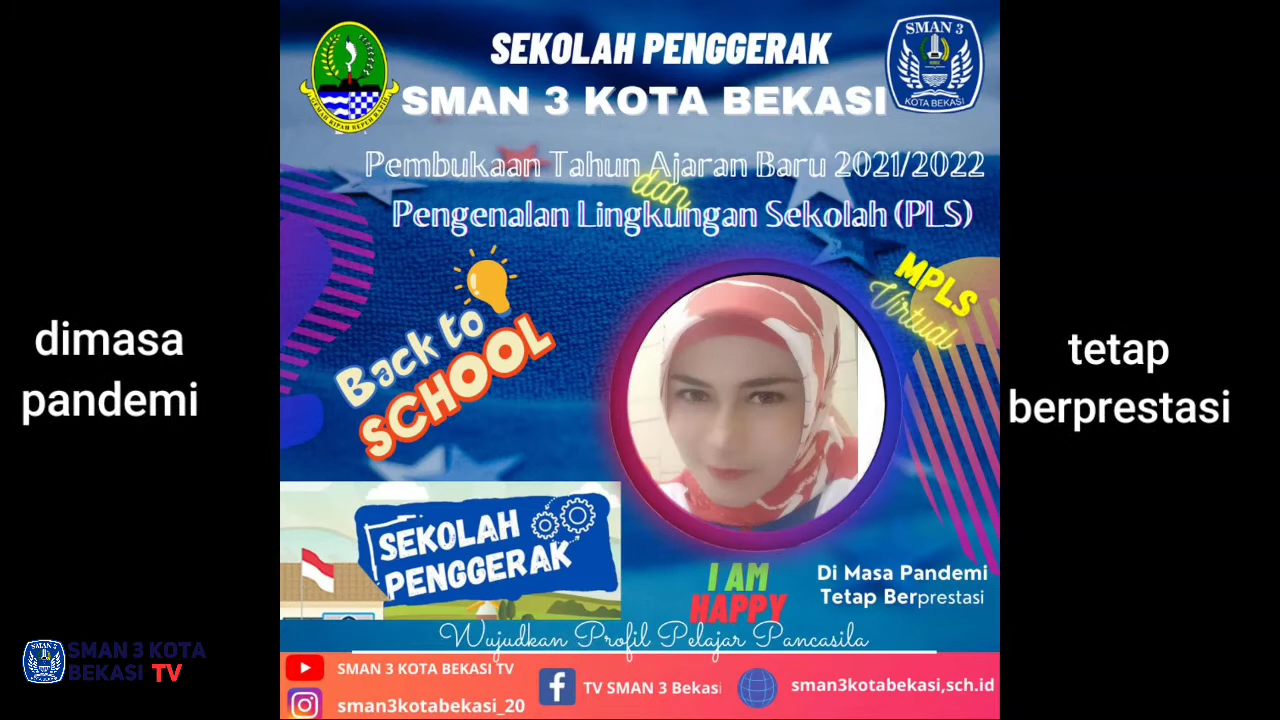 SEKOLAH PENGGERAK
SMAN 3 KOTA BEKASI
SMAN 3
KOTA BEKASI
Pembukaan Tahun Ajaran Baru 2021/2022
dan
Pengenalan Lingkungan Sekolah (PLS)
MPLS
Virtual
Back to
SCHOOL
dimasa
pandemi
tetap
berprestasi
SEKOLAH
PENGGERAK
I AM
HAPPY
Di Masa Pandemi
Tetap Berprestasi
Wujudkan Profil Pelajar Pancasila
SMAN 3 KOTA
BEKASI TV
SMAN 3 KOTA BEKASI TV
TV SMAN 3 Bekasi
sman3kotabekasi,sch.id
sman3kotabekasi_20